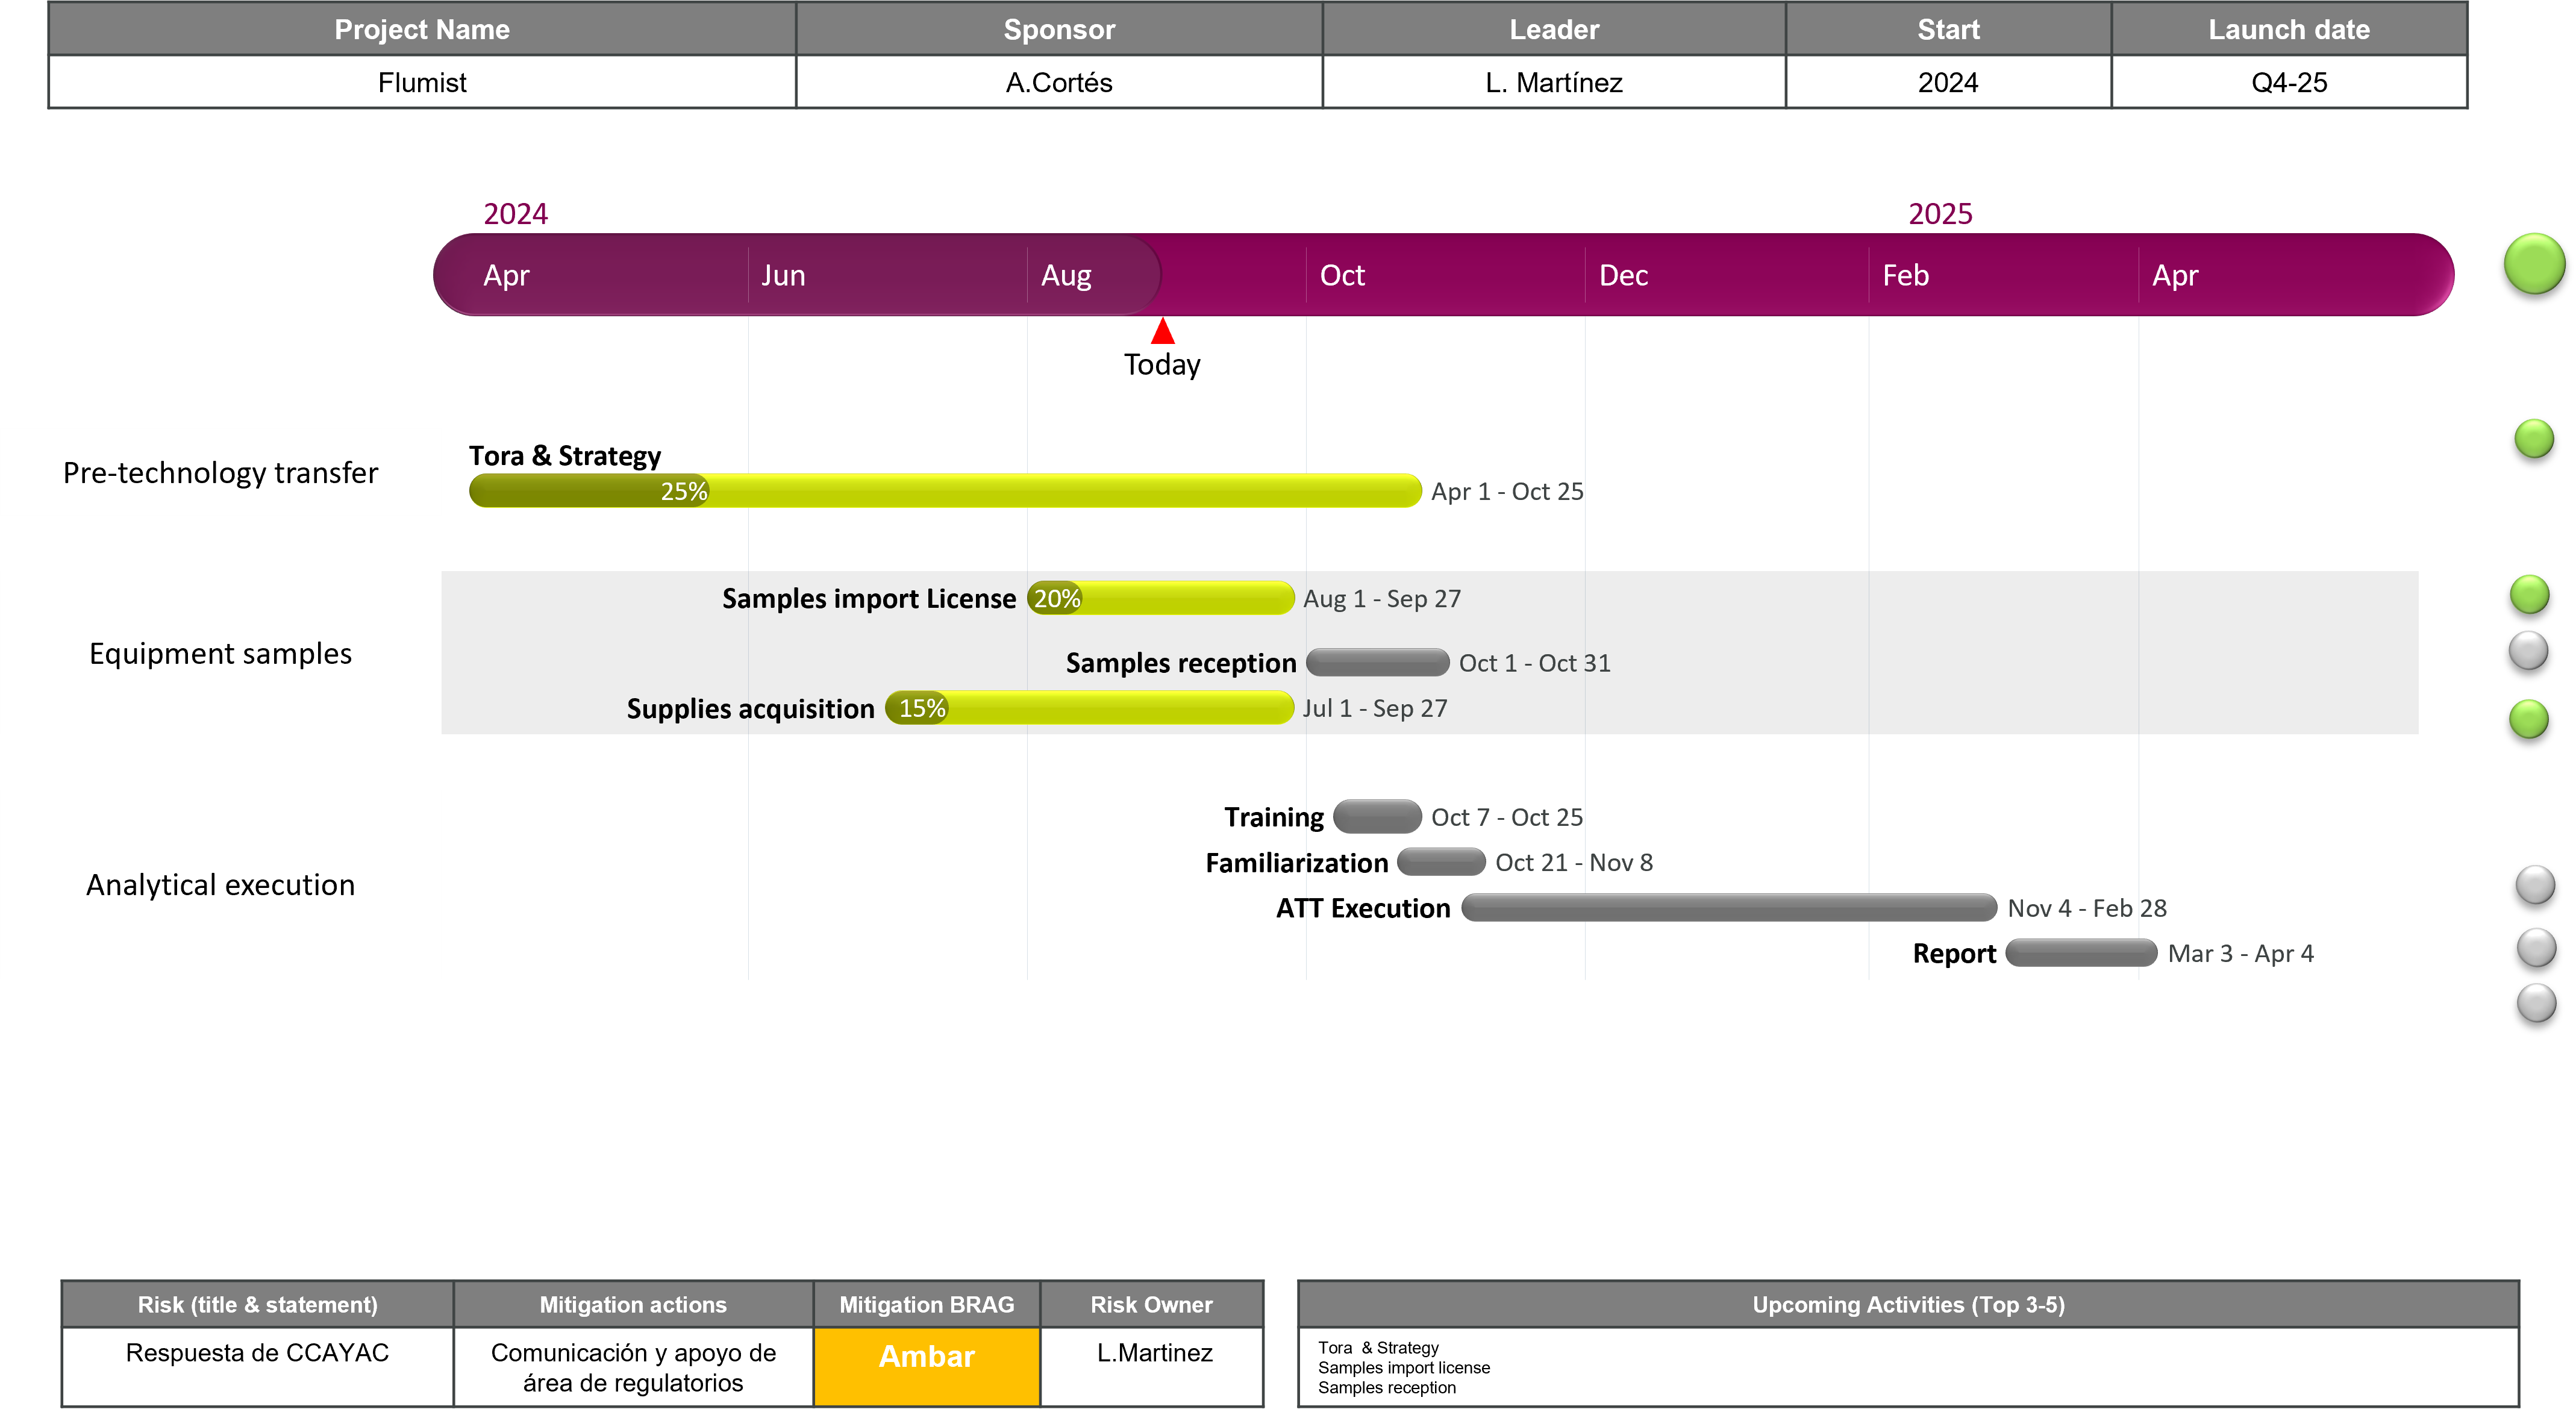 Project Name Sponsor Leader Start Launch date
Flumist A.Cortés L. Martínez 2024 Q4-25
2024 2025
Apr Jun Aug Oct Dec Feb Apr
Today
Pre-technology transfer
Tora & Strategy
25% Apr 1 - Oct 25
Equipment samples
Samples import License 20% Aug 1 - Sep 27
Samples reception Oct 1 - Oct 31
Supplies acquisition 15% Jul 1 - Sep 27
Analytical execution
Training Oct 7 - Oct 25
Familiarization Oct 21 - Nov 8
ATT Execution Nov 4 - Feb 28
Report Mar 3 - Apr 4
Risk (title & statement) Mitigation actions Mitigation BRAG Risk Owner
Respuesta de CCAYAC Comunicación y apoyo de Ambar L.Martinez
área de regulatorios
Upcoming Activities (Top 3-5)
Tora & Strategy
Samples import license
Samples reception